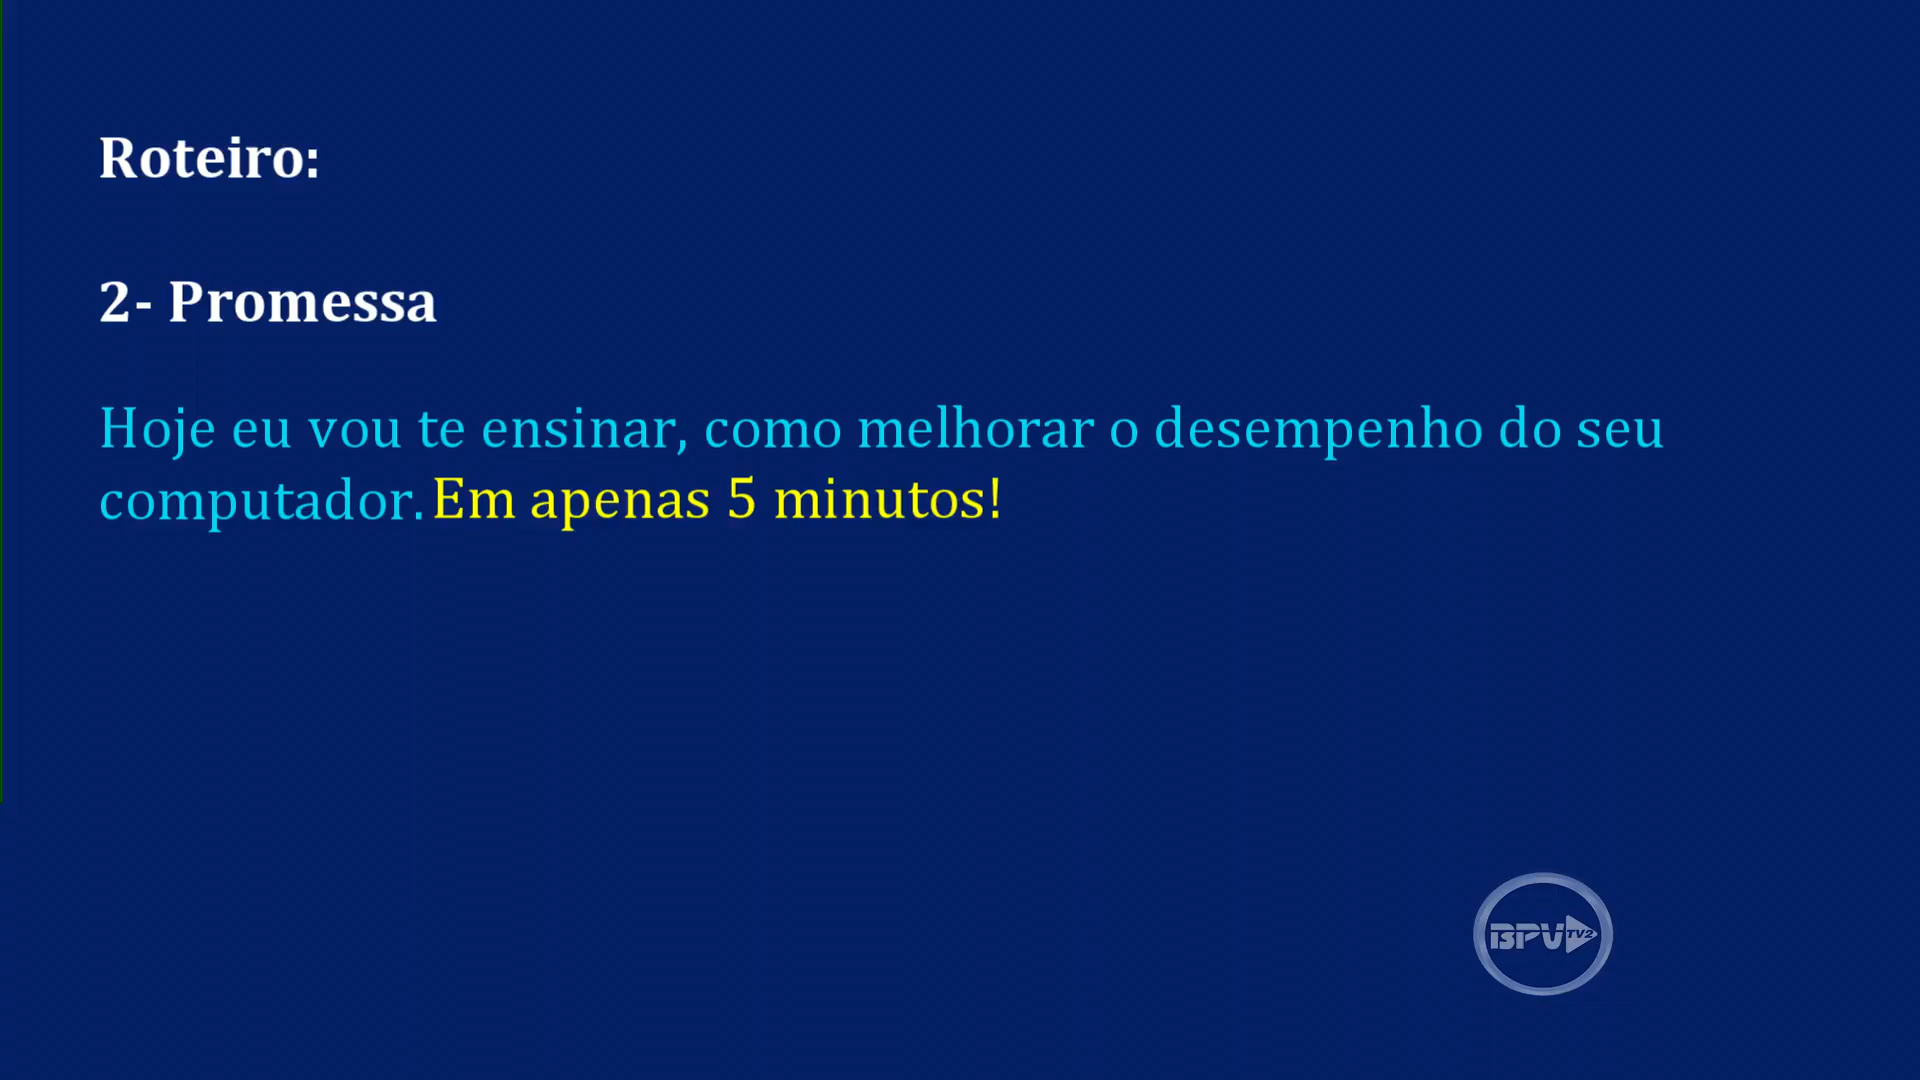 Roteiro:
2- Promessa
Hoje eu vou te ensinar, como melhorar o desempenho do seu
computador. Em apenas 5 minutos!
BPV TV2